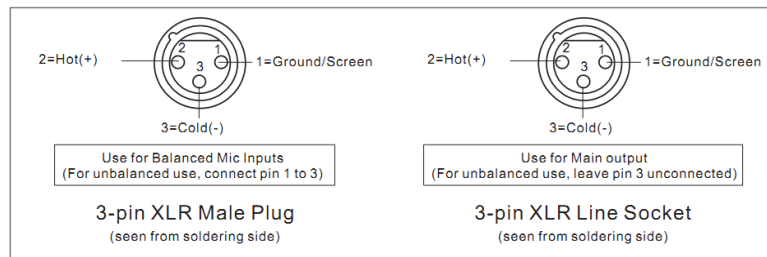 2=Hot(+)
2
1
3
1=Ground/Screen
3=Cold(-)
Use for Balanced Mic Inputs
(For unbalanced use, connect pin 1 to 3)
3-pin XLR Male Plug
(seen from soldering side)
2=Hot(+)
2
1
3
1=Ground/Screen
3=Cold(-)
Use for Main output
(For unbalanced use, leave pin 3 unconnected)
3-pin XLR Line Socket
(seen from soldering side)